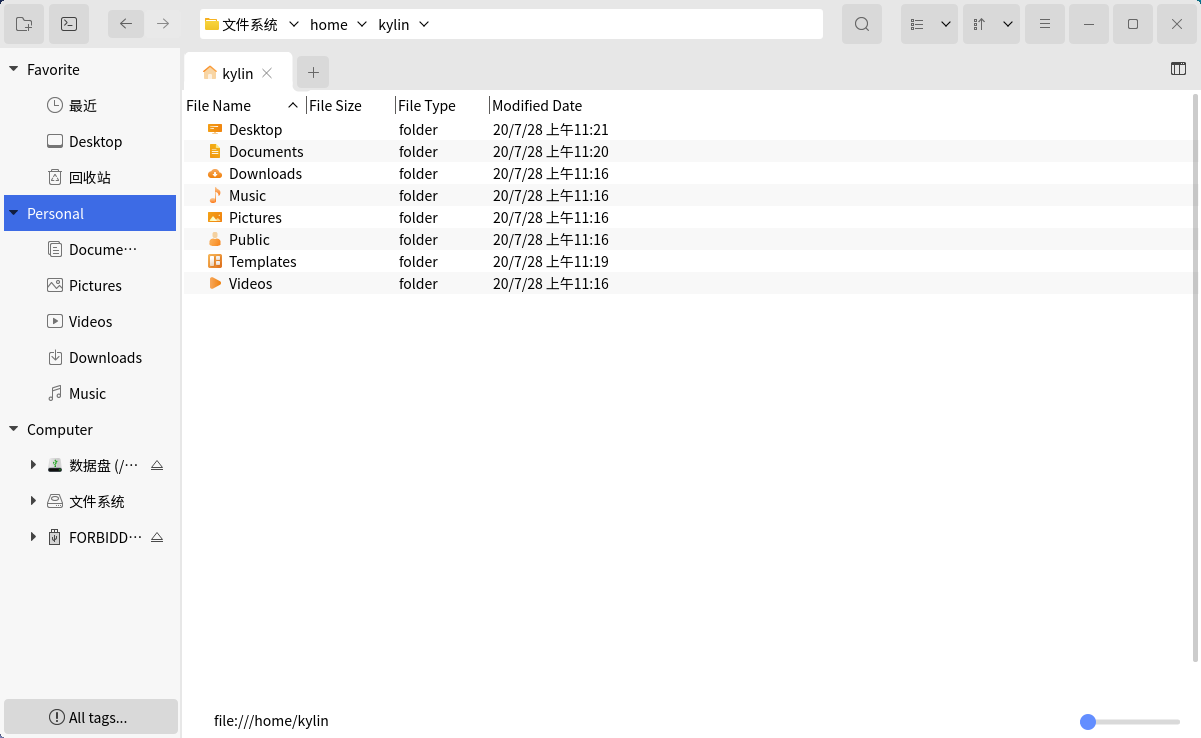 文件系统 home kylin
Favorite
最近
Desktop
回收站
Personal
Docume···
Pictures
Videos
Downloads
Music
Computer
数据盘 (/···
文件系统
FORBIDD···
All tags...
kylin
File Name File Size File Type Modified Date
Desktop folder 20/7/28 上午11:21
Documents folder 20/7/28 上午11:20
Downloads folder 20/7/28 上午11:16
Music folder 20/7/28 上午11:16
Pictures folder 20/7/28 上午11:16
Public folder 20/7/28 上午11:16
Templates folder 20/7/28 上午11:19
Videos folder 20/7/28 上午11:16
file:///home/kylin